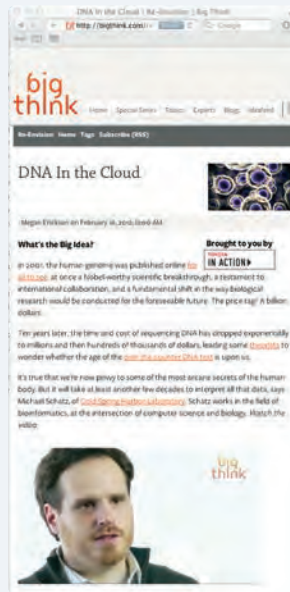 DNA In the Cloud | Re-Envision | Big Think
http://bigthink.com/
Google
big
think
Home Special Series Topics Experts Blogs Ideafeed
Re-Envision Home Tags Subscribe [RSS]
DNA In the Cloud
Megan Erickson on February
What's the Big Idea?
Brought to you by
IN ACTION
In 2001, the human genome was published online for
all to see, at once a Nobel-worthy scientific breakthrough, a testament to
international collaboration, and a fundamental shift in the way biological
research would be conducted for the foreseeable future. The price tag? A billion
dollars.
Ten years later, the time and cost of sequencing DNA has dropped exponentially
to millions and then hundreds of thousands of dollars, leading some theorists to
wonder whether the age of the over the counter DNA test is upon us.
It's true that we're now privy to some of the most arcane secrets of the human
body. But it will take at least another few decades to interpret all that data, says
Michael Schatz, of Cold Spring Harbor Laboratory. Schatz works in the field of
bioinformatics, at the intersection of computer science and biology. Watch the
video:
big
think